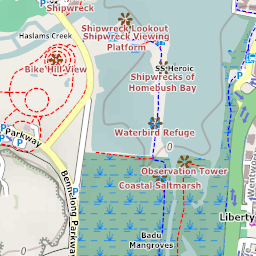 Shipwreck
Shipwreck Lookout
Shipwreck Viewing
Platform
Haslams Creek
Bike Hill View
SS Heroic
Shipwrecks of
Homebush Bay
Parkway
Waterbird Refuge
Observation Tower
Coastal Saltmarsh
Bennelong Parkway
Badu
Mangroves
Liberty
P
P